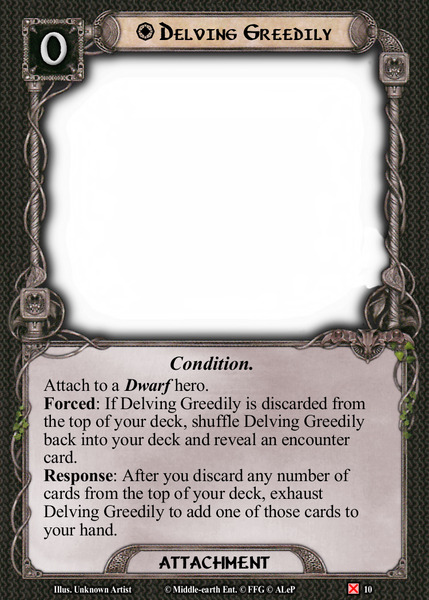 0
Delving Greedily
Condition.
Attach to a Dwarf hero.
Forced: If Delving Greedily is discarded from
the top of your deck, shuffle Delving Greedily
back into your deck and reveal an encounter
card.
Response: After you discard any number of
cards from the top of your deck, exhaust
Delving Greedily to add one of those cards to
your hand.
ATTACHMENT
Illus. Unknown Artist © Middle-earth Ent. © FFG © ALeP 10